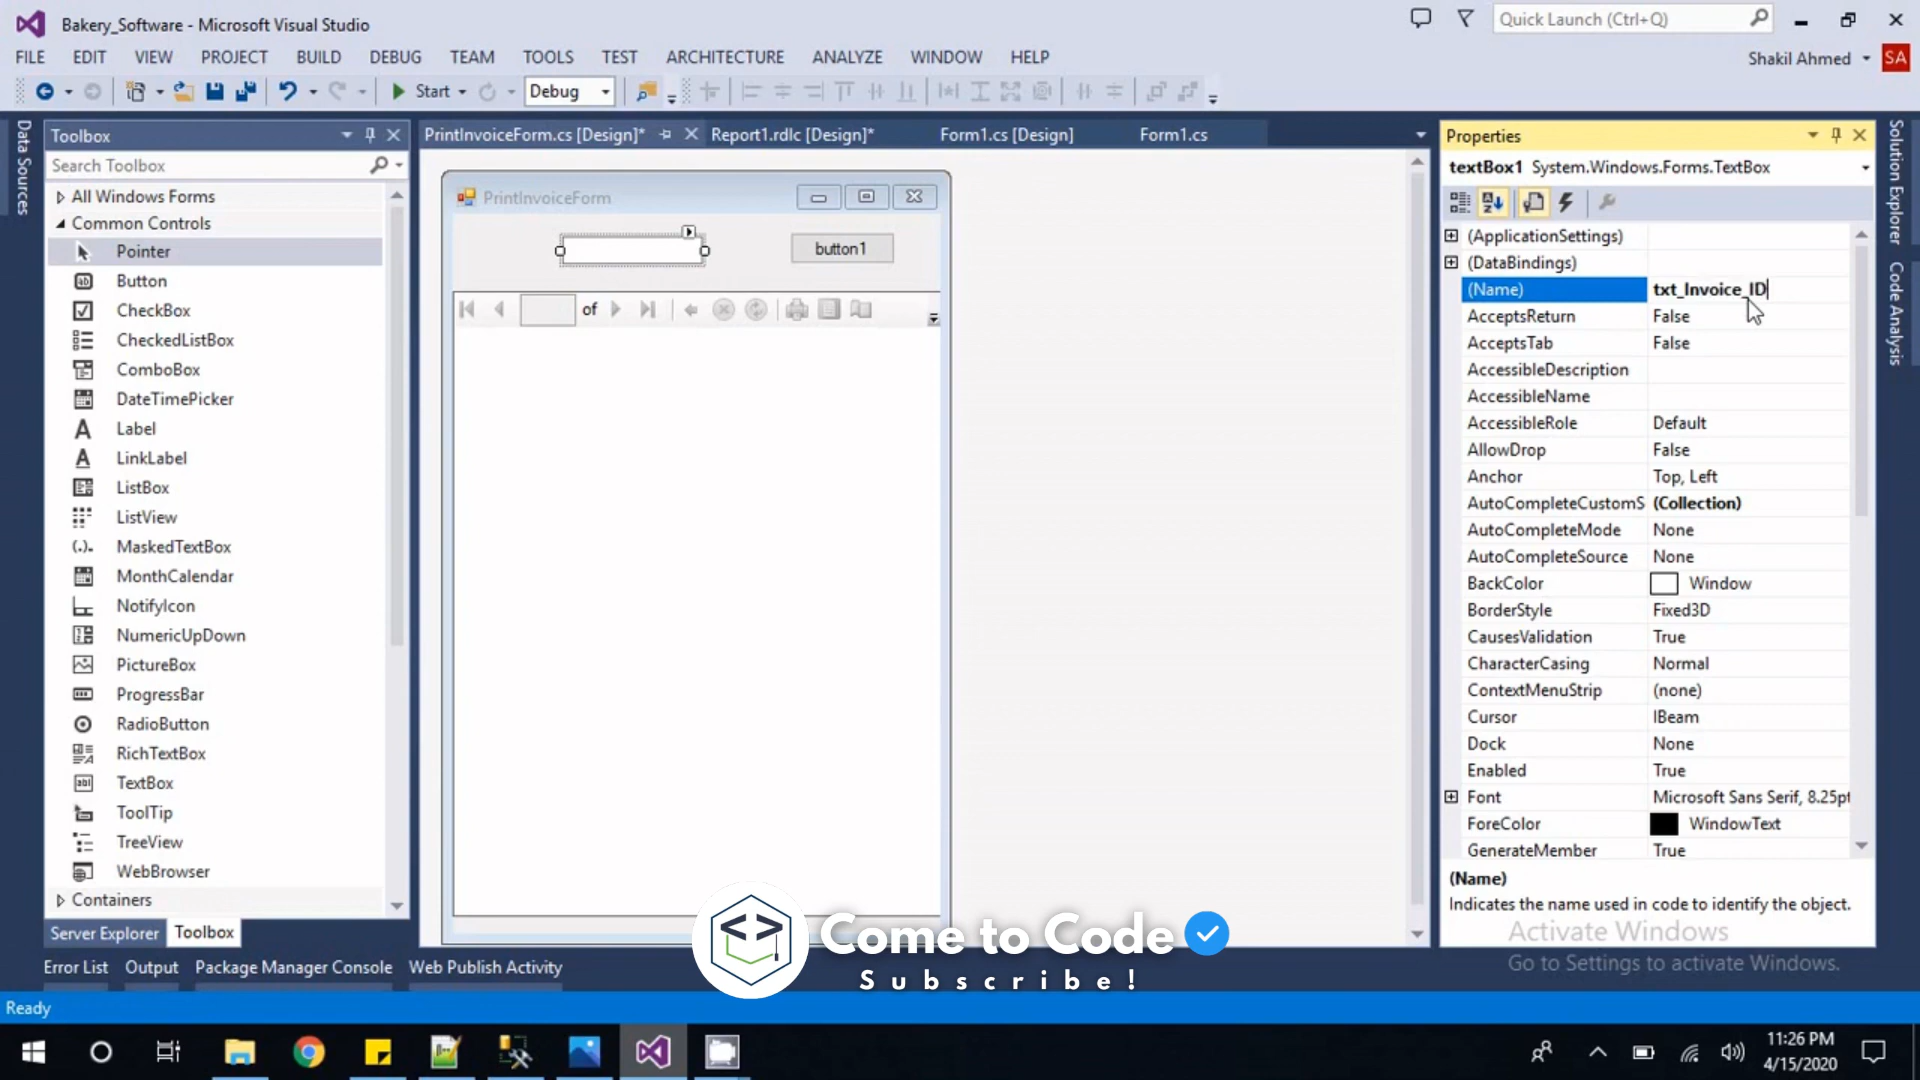 Bakery_Software - Microsoft Visual Studio
Quick Launch (Ctrl+Q)
FILE EDIT VIEW PROJECT BUILD DEBUG TEAM TOOLS TEST ARCHITECTURE ANALYZE WINDOW HELP
Shakil Ahmed SA
Start Debug
Data Sources
Toolbox
Search Toolbox
All Windows Forms
Common Controls
Pointer
Button
CheckBox
CheckedListBox
ComboBox
DateTimePicker
Label
LinkLabel
ListBox
ListView
MaskedTextBox
MonthCalendar
NotifyIcon
NumericUpDown
PictureBox
ProgressBar
RadioButton
RichTextBox
TextBox
ToolTip
TreeView
WebBrowser
Containers
Server Explorer Toolbox
PrintInvoiceForm.cs [Design]* Report1.rdlc [Design]* Form1.cs [Design] Form1.cs
PrintInvoiceForm
button1
of
Properties
textBox1 System.Windows.Forms.TextBox
(ApplicationSettings)
(DataBindings)
(Name) txt_Invoice_ID
AcceptsReturn False
AcceptsTab False
AccessibleDescription
AccessibleName
AccessibleRole Default
AllowDrop False
Anchor Top, Left
AutoCompleteCustomS (Collection)
AutoCompleteMode None
AutoCompleteSource None
BackColor Window
BorderStyle Fixed3D
CausesValidation True
CharacterCasing Normal
ContextMenuStrip (none)
Cursor IBeam
Dock None
Enabled True
Font Microsoft Sans Serif, 8.25pt
ForeColor WindowText
GenerateMember True
(Name)
Indicates the name used in code to identify the object.
Solution Explorer
Code Analysis
Activate Windows
Go to Settings to activate Windows.
Come to Code
Subscribe!
Error List Output Package Manager Console Web Publish Activity
Ready
11:26 PM
4/15/2020